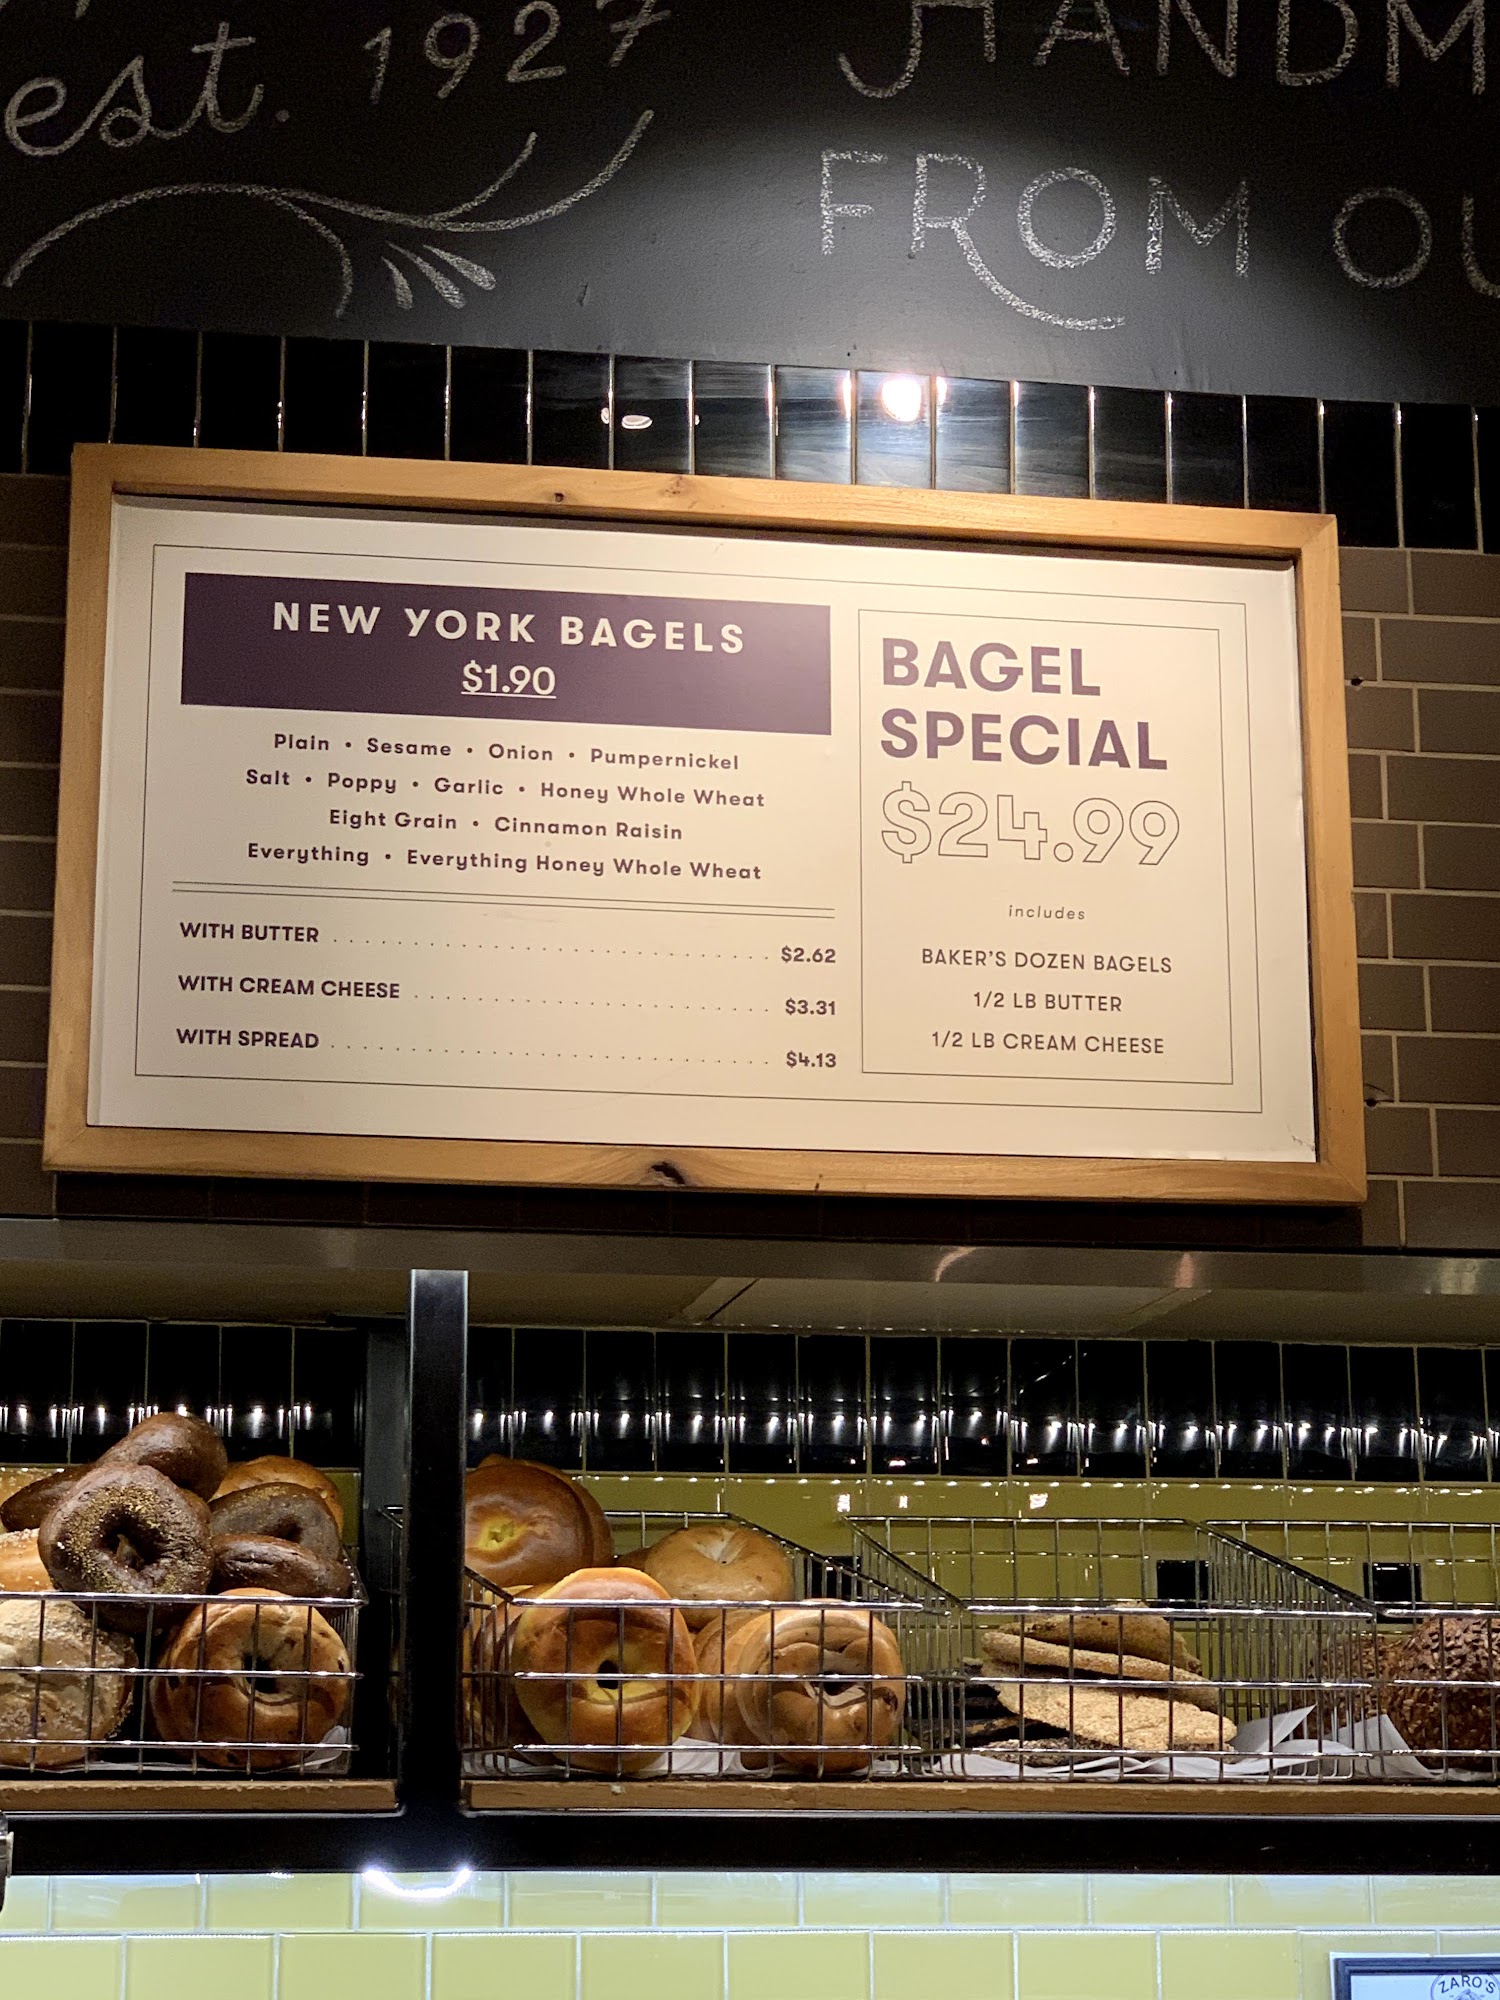 est. 1927
HANDM
FROM OU
NEW YORK BAGELS
$1.90
Plain • Sesame • Onion • Pumpernickel
Salt • Poppy • Garlic • Honey Whole Wheat
Eight Grain • Cinnamon Raisin
Everything • Everything Honey Whole Wheat
WITH BUTTER . . . . . . . . . . . . . . . . . . . . . . . . . . . . . . . . . $2.62
WITH CREAM CHEESE . . . . . . . . . . . . . . . . . . . . . . . . . . . $3.31
WITH SPREAD . . . . . . . . . . . . . . . . . . . . . . . . . . . . . . . . . $4.13
BAGEL
SPECIAL
$24.99
includes
BAKER'S DOZEN BAGELS
1/2 LB BUTTER
1/2 LB CREAM CHEESE
ZARO'S